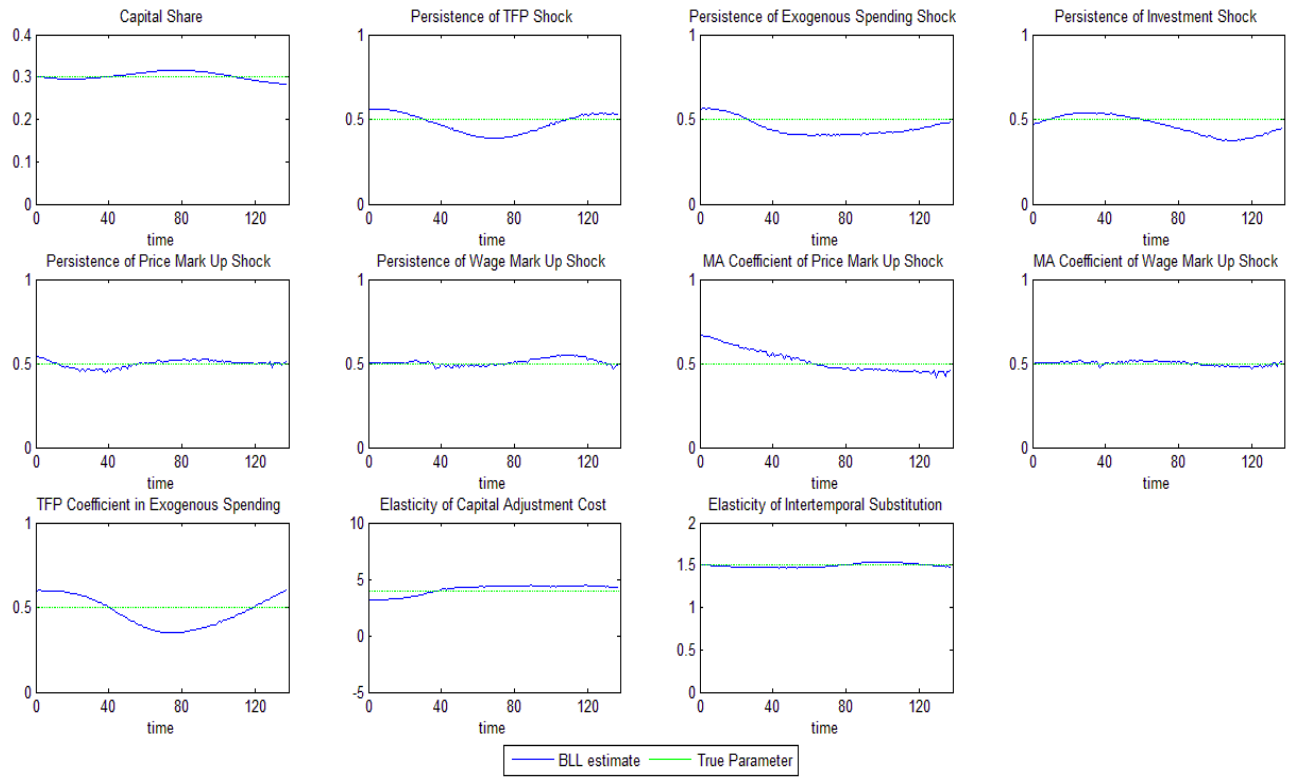 Capital Share
Persistence of TFP Shock
Persistence of Exogenous Spending Shock
Persistence of Investment Shock
0.4
0.3
0.2
0.1
0
1
0.5
0
1
0.5
0
1
0.5
0
0 40 80 120
0 40 80 120
0 40 80 120
0 40 80 120
time
time
time
time
Persistence of Price Mark Up Shock
Persistence of Wage Mark Up Shock
MA Coefficient of Price Mark Up Shock
MA Coefficient of Wage Mark Up Shock
1
0.5
0
1
0.5
0
1
0.5
0
1
0.5
0
0 40 80 120
0 40 80 120
0 40 80 120
0 40 80 120
time
time
time
time
TFP Coefficient in Exogenous Spending
Elasticity of Capital Adjustment Cost
Elasticity of Intertemporal Substitution
1
0.5
0
10
5
0
-5
2
1.5
1
0.5
0
0 40 80 120
0 40 80 120
0 40 80 120
time
time
time
BLL estimate
True Parameter